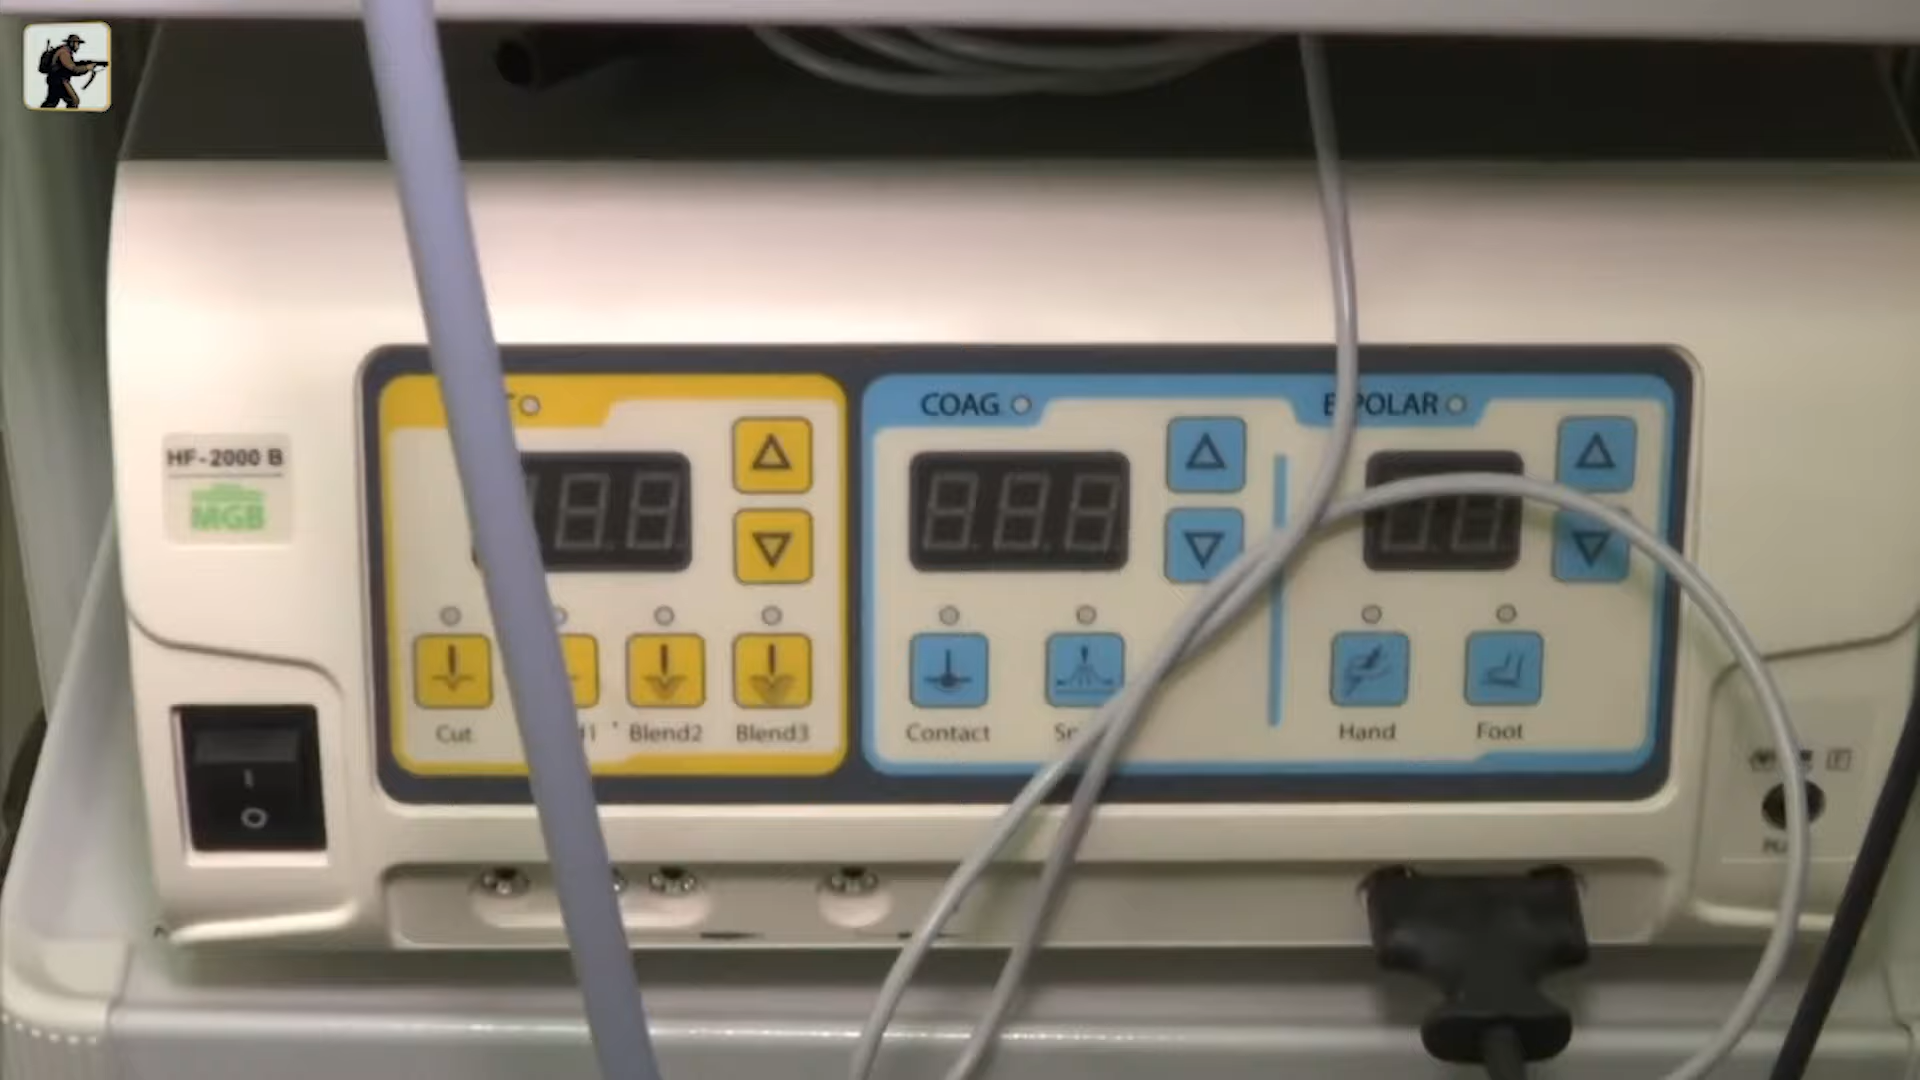 COAG
HF-2000 B
MGB
Cut
Blend2
Blend3
Contact
Hand
Foot